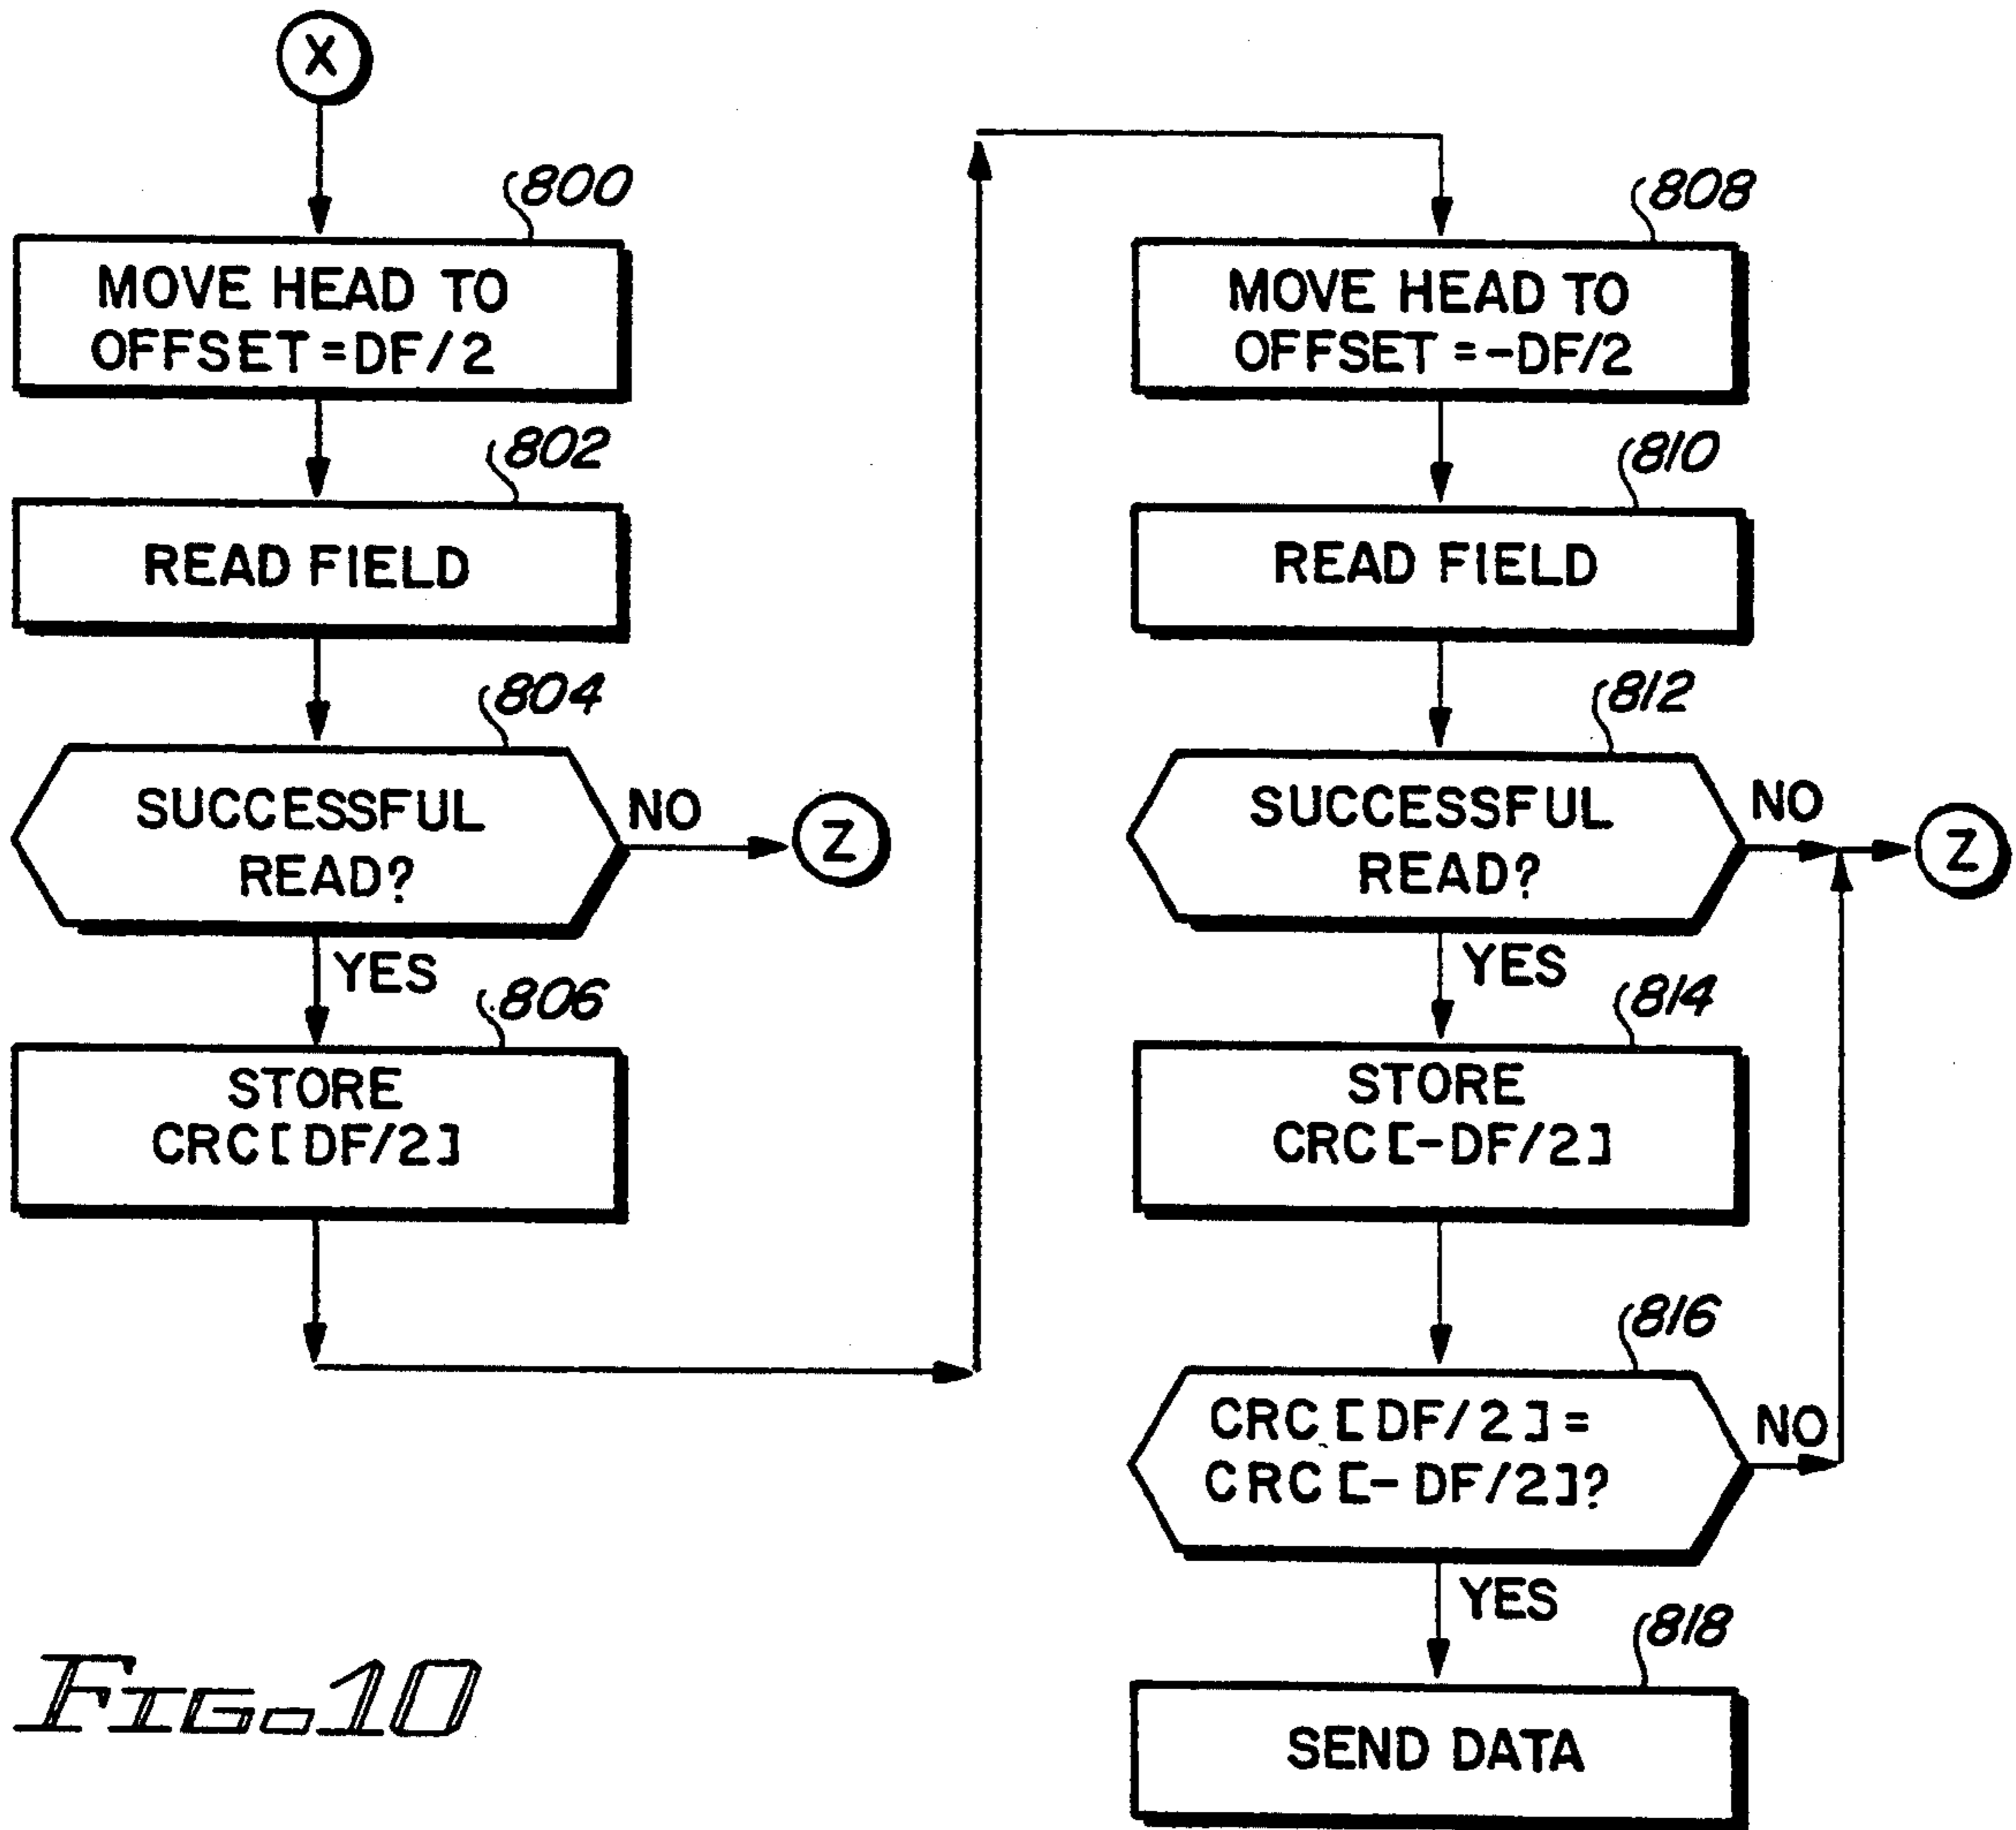 X
800
MOVE HEAD TO
OFFSET=DF/2
802
READ FIELD
804
SUCCESSFUL
READ?
NO
Z
YES
806
STORE
CRC[DF/2]
808
MOVE HEAD TO
OFFSET=-DF/2
810
READ FIELD
812
SUCCESSFUL
READ?
NO
Z
YES
814
STORE
CRC[-DF/2]
816
CRC[DF/2]=
CRC[-DF/2]?
NO
YES
818
SEND DATA
FIG. 10